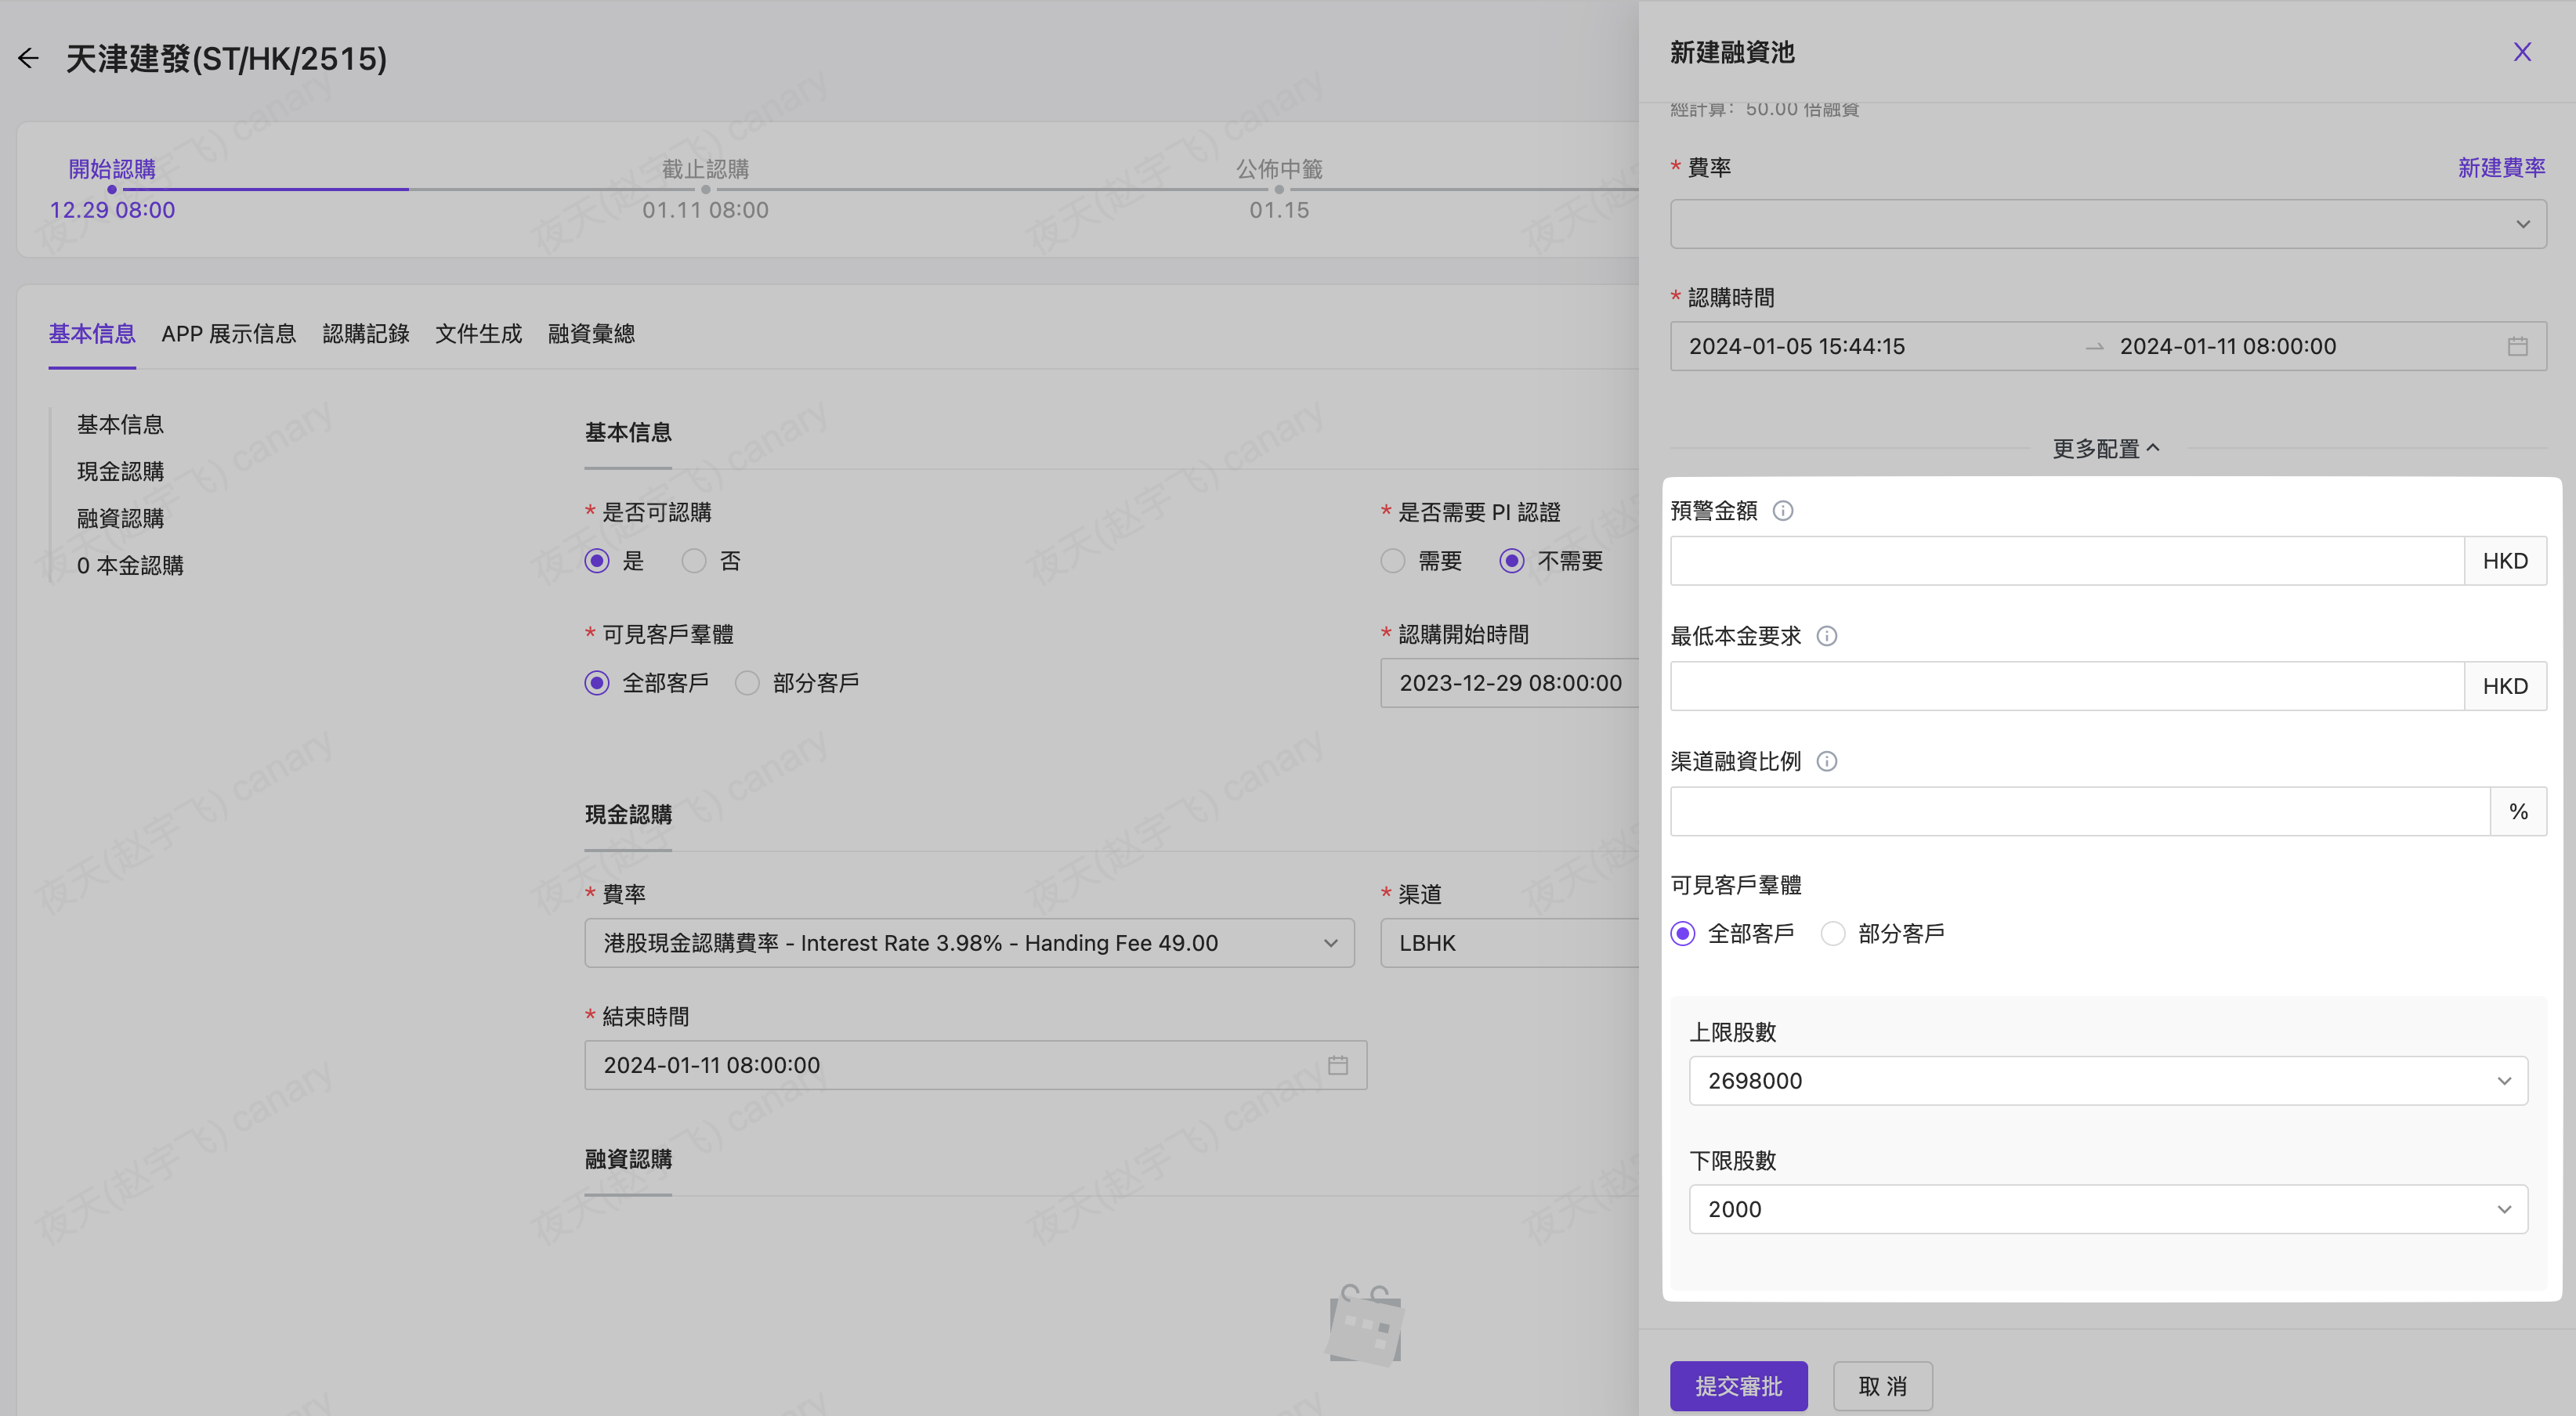 天津建發(ST/HK/2515)
開始認購
12.29 08:00
截止認購
01.11 08:00
公佈中籤
01.15
基本信息 APP 展示信息 認購記錄 文件生成 融資彙總
基本信息
現金認購
融資認購
0 本金認購
基本信息
* 是否可認購
是 否
* 是否需要 PI 認證
需要 不需要
* 可見客戶羣體
全部客戶 部分客戶
* 認購開始時間
2023-12-29 08:00:00
現金認購
* 費率
港股現金認購費率 - Interest Rate 3.98% - Handing Fee 49.00
* 渠道
LBHK
* 結束時間
2024-01-11 08:00:00
融資認購
新建融資池
X
經計算: 50.00 倍融資
* 費率 新建費率
* 認購時間
2024-01-05 15:44:15 → 2024-01-11 08:00:00
更多配置
預警金額
HKD
最低本金要求
HKD
渠道融資比例
%
可見客戶羣體
全部客戶 部分客戶
上限股數
2698000
下限股數
2000
提交審批 取消
夜天(赵宇飞) canary